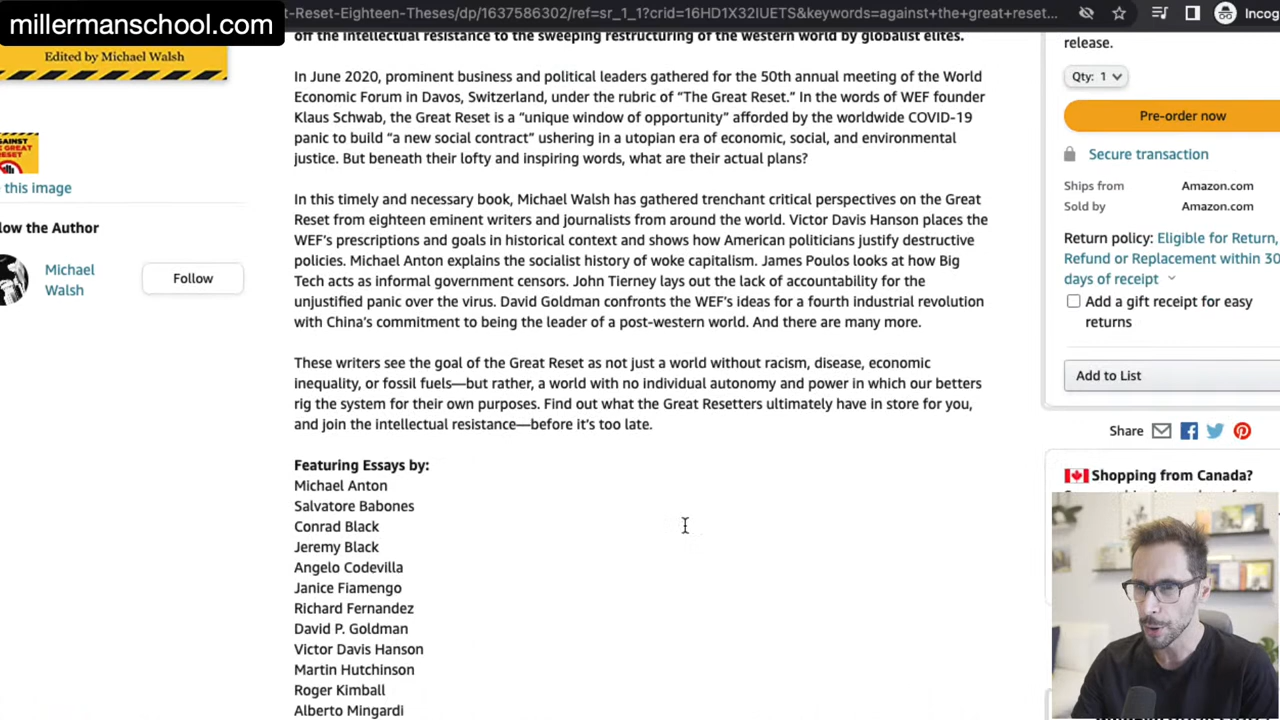 millermanschool.com
t-Reset-Eighteen-Theses/dp/1637586302/ref=sr_1_1?crid=16HD1X32IUETS&keywords=against+the+great+reset...
Incog
Edited by Michael Walsh
off the intellectual resistance to the sweeping restructuring of the western world by globalist elites.
In June 2020, prominent business and political leaders gathered for the 50th annual meeting of the World
Economic Forum in Davos, Switzerland, under the rubric of “The Great Reset.” In the words of WEF founder
Klaus Schwab, the Great Reset is a “unique window of opportunity” afforded by the worldwide COVID-19
panic to build “a new social contract” ushering in a utopian era of economic, social, and environmental
justice. But beneath their lofty and inspiring words, what are their actual plans?
In this timely and necessary book, Michael Walsh has gathered trenchant critical perspectives on the Great
Reset from eighteen eminent writers and journalists from around the world. Victor Davis Hanson places the
WEF’s prescriptions and goals in historical context and shows how American politicians justify destructive
policies. Michael Anton explains the socialist history of woke capitalism. James Poulos looks at how Big
Tech acts as informal government censors. John Tierney lays out the lack of accountability for the
unjustified panic over the virus. David Goldman confronts the WEF’s ideas for a fourth industrial revolution
with China’s commitment to being the leader of a post-western world. And there are many more.
These writers see the goal of the Great Reset as not just a world without racism, disease, economic
inequality, or fossil fuels—but rather, a world with no individual autonomy and power in which our betters
rig the system for their own purposes. Find out what the Great Resetters ultimately have in store for you,
and join the intellectual resistance—before it’s too late.
Featuring Essays by:
Michael Anton
Salvatore Babones
Conrad Black
Jeremy Black
Angelo Codevilla
Janice Fiamengo
Richard Fernandez
David P. Goldman
Victor Davis Hanson
Martin Hutchinson
Roger Kimball
Alberto Mingardi
AGAINST
THE GREAT
RESET
this image
low the Author
Michael
Walsh
Follow
release.
Qty: 1
Pre-order now
Secure transaction
Ships from Amazon.com
Sold by Amazon.com
Return policy: Eligible for Return,
Refund or Replacement within 30
days of receipt
Add a gift receipt for easy
returns
Add to List
Share
Shopping from Canada?